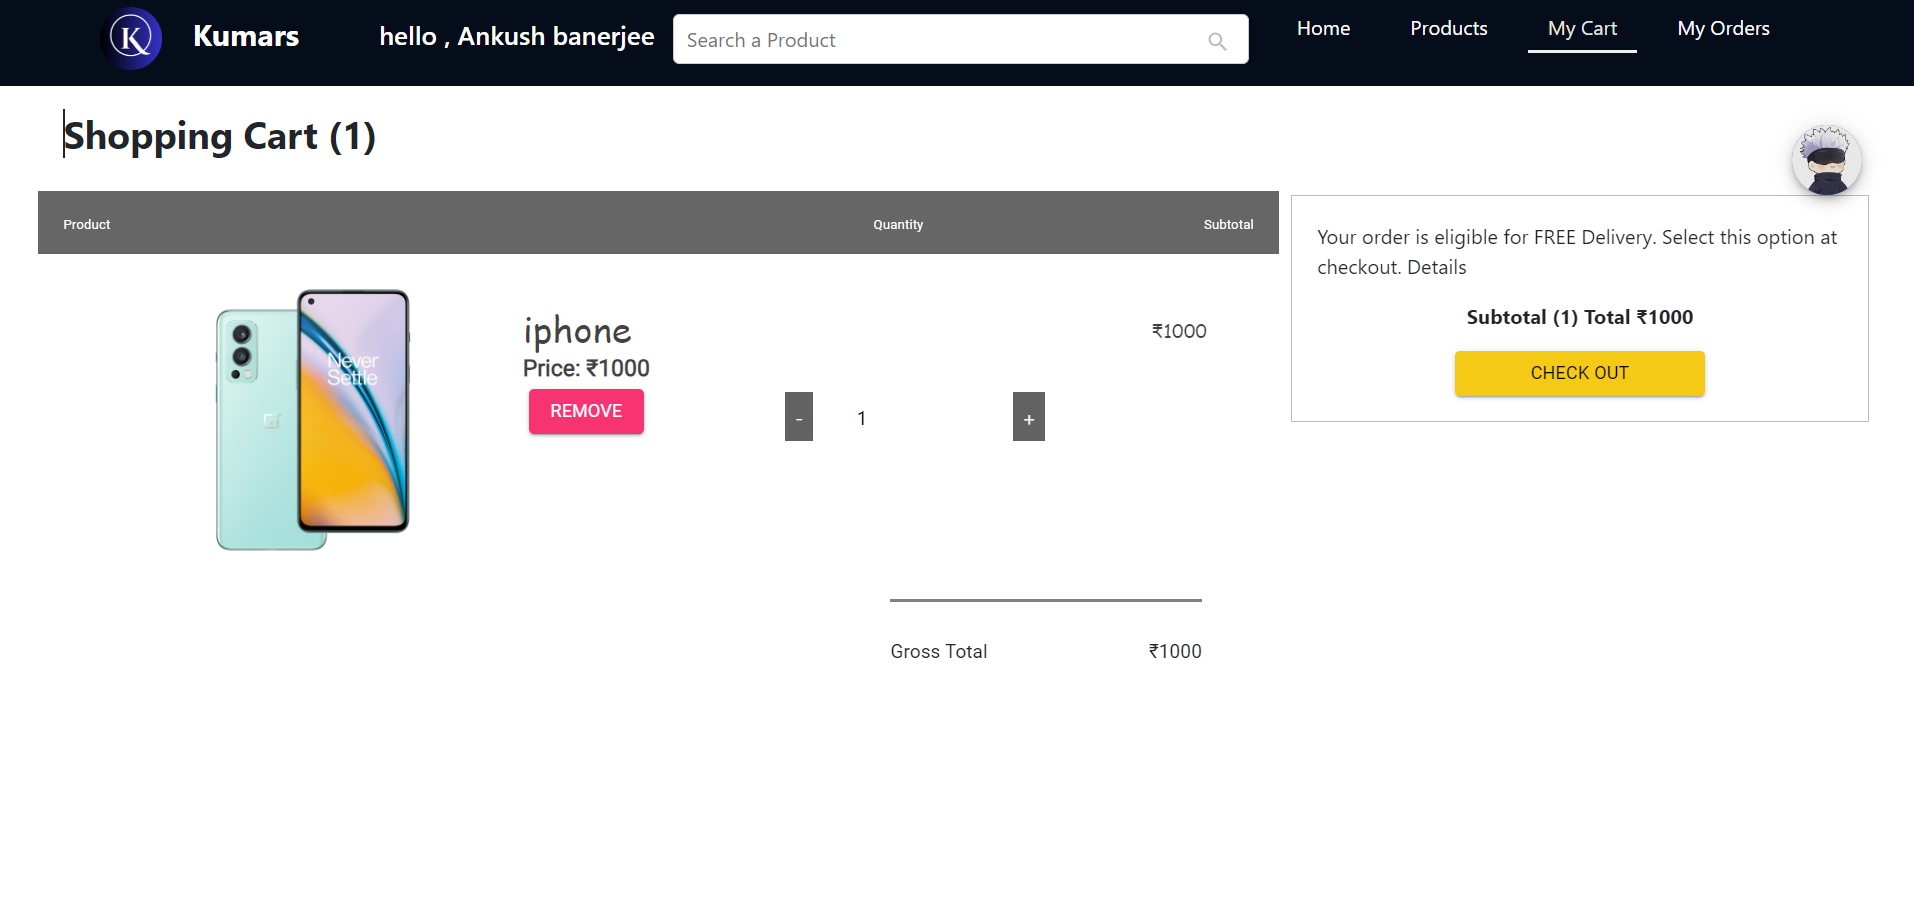 K
Kumars
hello , Ankush banerjee
Search a Product
Home
Products
My Cart
My Orders
Shopping Cart (1)
Product
Quantity
Subtotal
Never
Settle
iphone
Price: ₹1000
REMOVE
-
1
+
₹1000
Gross Total
₹1000
Your order is eligible for FREE Delivery. Select this option at
checkout. Details
Subtotal (1) Total ₹1000
CHECK OUT